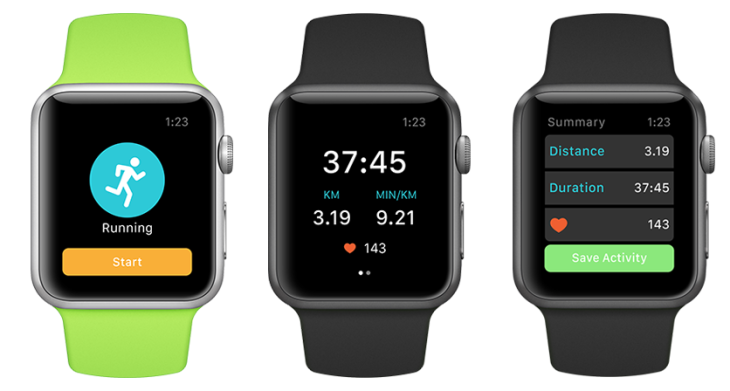 1:23
Running
Start
1:23
37:45
KM MIN/KM
3.19 9.21
143
Summary 1:23
Distance 3.19
Duration 37:45
143
Save Activity